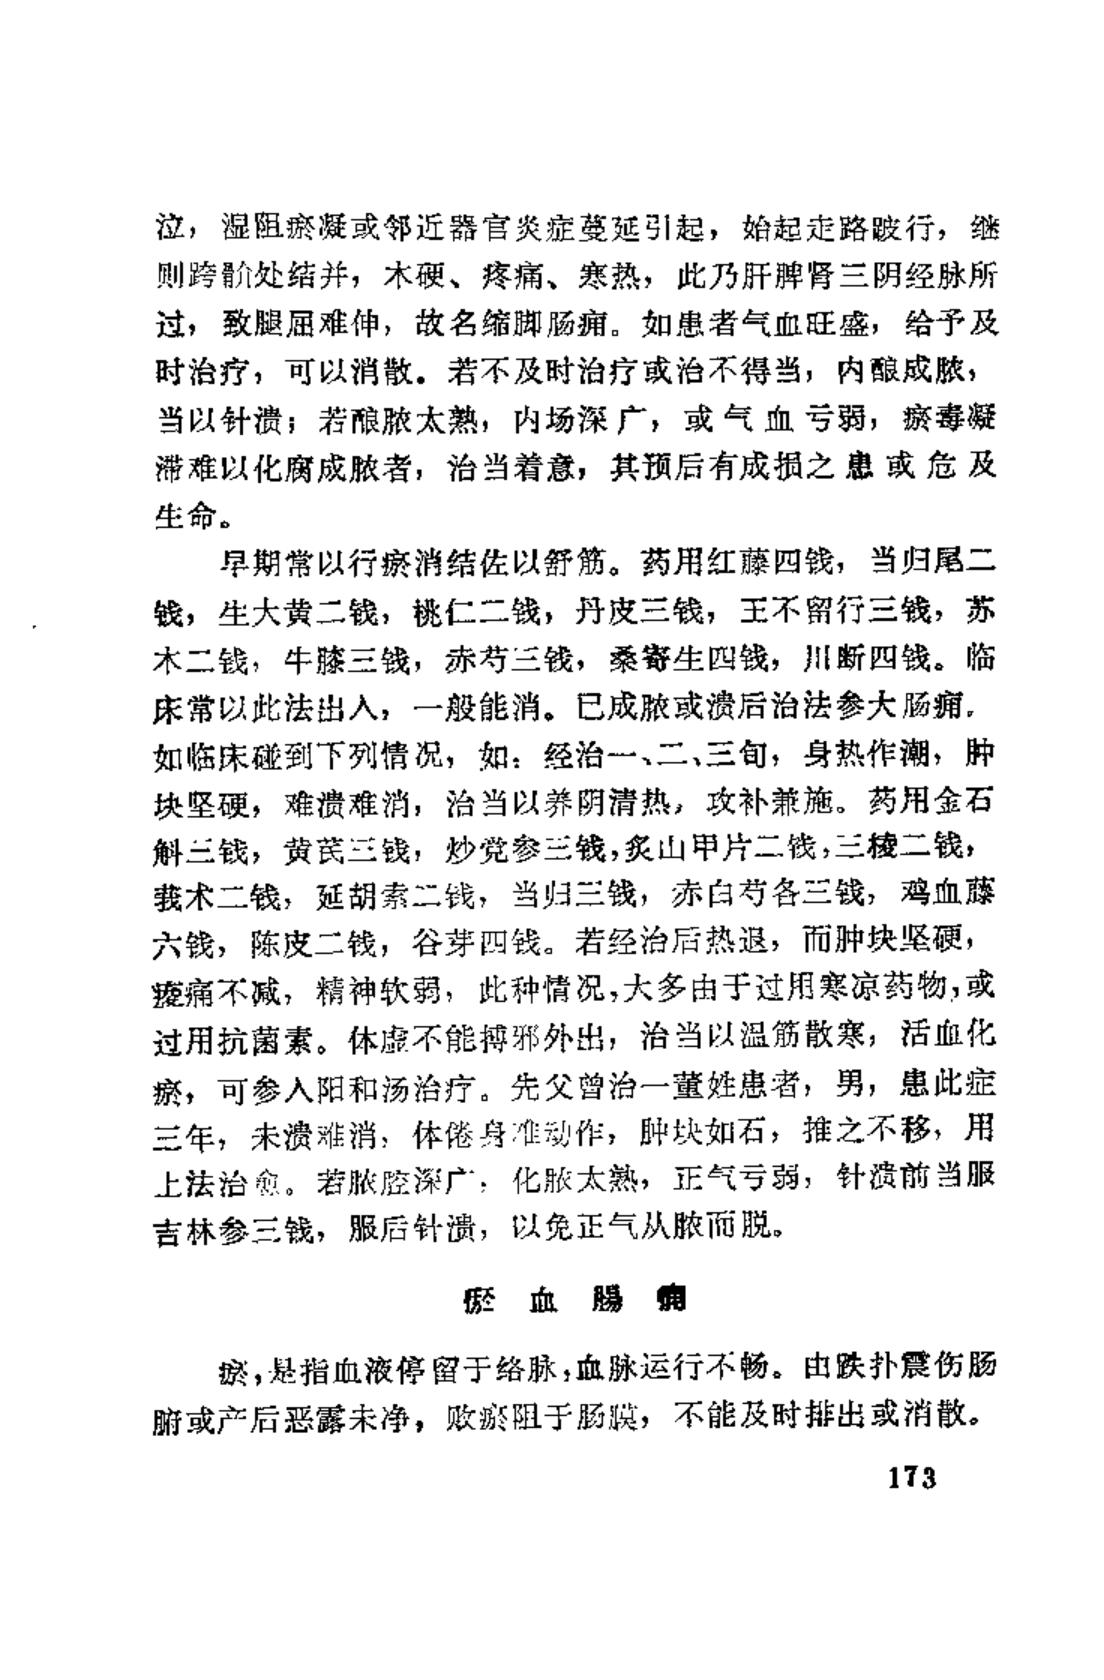 泣，湿阻瘀凝或邻近器官炎症蔓延引起，始起走路跛行，继
则跨骱处结并，木硬、疼痛、寒热，此乃肝脾肾三阴经脉所
过，致腿屈难伸，故名缩脚肠痈。如患者气血旺盛，给予及
时治疗，可以消散。若不及时治疗或治不得当，内酿成脓，
当以针溃；若酿脓太熟，内场深广，或气血亏弱，瘀毒凝
滞难以化腐成脓者，治当着意，其预后有成损之患或危及
生命。
早期常以行瘀消结佐以舒筋。药用红藤四钱，当归尾二
钱，生大黄二钱，桃仁二钱，丹皮三钱，王不留行三钱，苏
木二钱，牛膝三钱，赤芍三钱，桑寄生四钱，川断四钱。临
床常以此法出入，一般能消。已成脓或溃后治法参大肠痈。
如临床碰到下列情况，如：经治一、二、三旬，身热作潮，肿
块坚硬，难溃难消，治当以养阴清热，攻补兼施。药用金石
斛三钱，黄芪三钱，炒党参三钱，炙山甲片二钱，三棱二钱，
莪术二钱，延胡索二钱，当归三钱，赤白芍各三钱，鸡血藤
六钱，陈皮二钱，谷芽四钱。若经治后热退，而肿块坚硬，
痠痛不减，精神软弱，此种情况，大多由于过用寒凉药物，或
过用抗菌素。体虚不能搏邪外出，治当以温筋散寒，活血化
瘀，可参入阳和汤治疗。先父曾治一董姓患者，男，患此症
三年，未溃难消，体倦身难动作，肿块如石，推之不移，用
上法治愈。若脓腔深广，化脓太熟，正气亏弱，针溃前当服
吉林参三钱，服后针溃，以免正气从脓而脱。
瘀血腸癰
瘀，是指血液停留于络脉，血脉运行不畅。由跌扑震伤肠
腑或产后恶露未净，败瘀阻于肠膜，不能及时排出或消散。
173